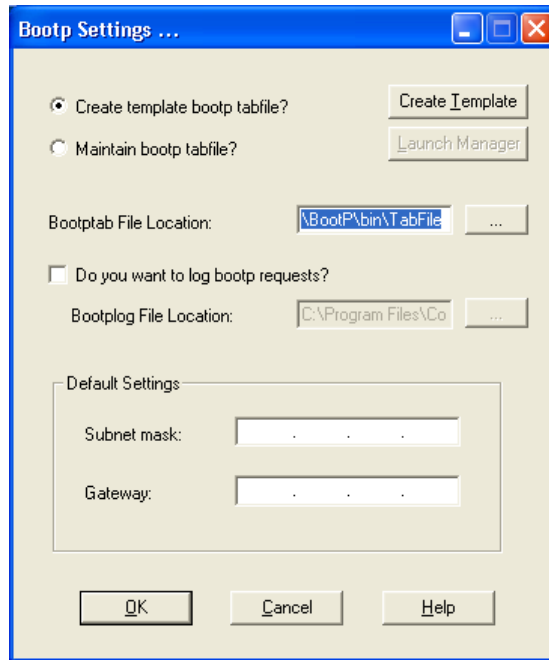 Bootp Settings ...
Create template bootp tabfile?
Create Template
Maintain bootp tabfile?
Launch Manager
Bootptab File Location:
\BootP\bin\TabFile
...
Do you want to log bootp requests?
Bootplog File Location:
C:\Program Files\Co
...
Default Settings
Subnet mask:
. . .
Gateway:
. . .
OK
Cancel
Help